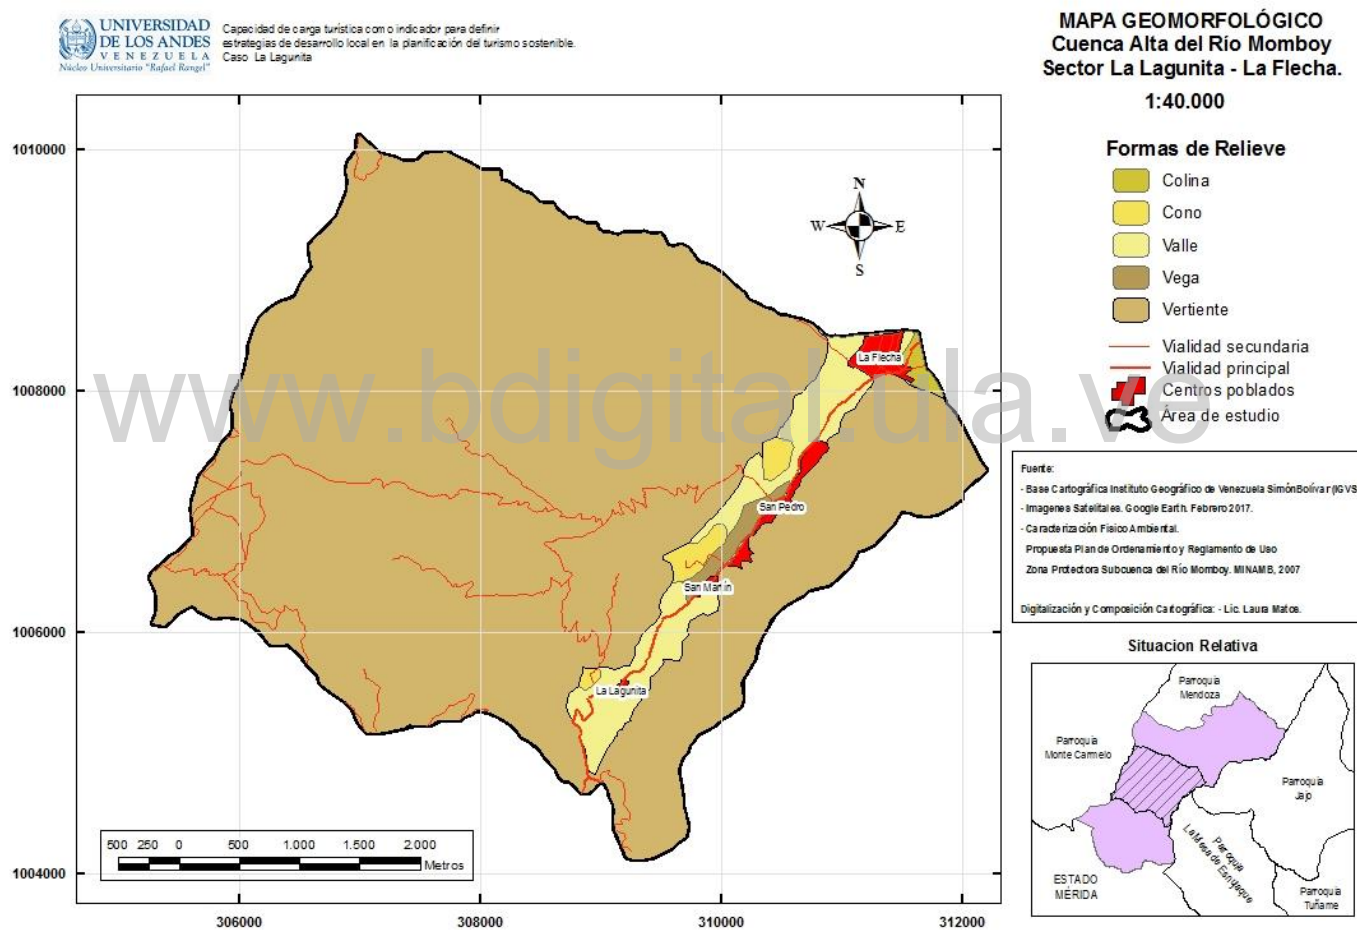 UNIVERSIDAD
DE LOS ANDES
VENEZUELA
Núcleo Universitario "Rafael Rangel"
Capacidad de carga turística como indicador para definir
estrategias de desarrollo local en la planificación del turismo sostenible.
Caso La Lagunita
MAPA GEOMORFOLÓGICO
Cuenca Alta del Río Momboy
Sector La Lagunita - La Flecha.
1:40.000
Formas de Relieve
Colina
Cono
Valle
Vega
Vertiente
Vialidad secundaria
Vialidad principal
Centros poblados
Área de estudio
Fuente:
- Base Cartográfica Instituto Geográfico de Venezuela SimónBolívar (IGVS
- Imagenes Satelitales. Google Earth. Febrero 2017.
- Caracterización Físico Ambiental.
Propuesta Plan de Ordenamiento y Reglamento de Uso
Zona Protectora Subcuenca del Río Momboy. MINAMB, 2007
Digitalización y Composición Cartográfica: - Lic. Laura Matos.
Situacion Relativa
Parroquia
Mendoza
Parroquia
Monte Carmelo
Parroquia
Jajo
Parroquia
La Mesa de Esnujaque
ESTADO
MÉRIDA
Parroquia
Tuñame
1010000
1008000
1006000
1004000
306000
308000
310000
312000
N
W
E
S
La Flecha
San Pedro
San Martín
La Lagunita
500 250 0 500 1.000 1.500 2.000
Metros
www.bdigital.ula.ve